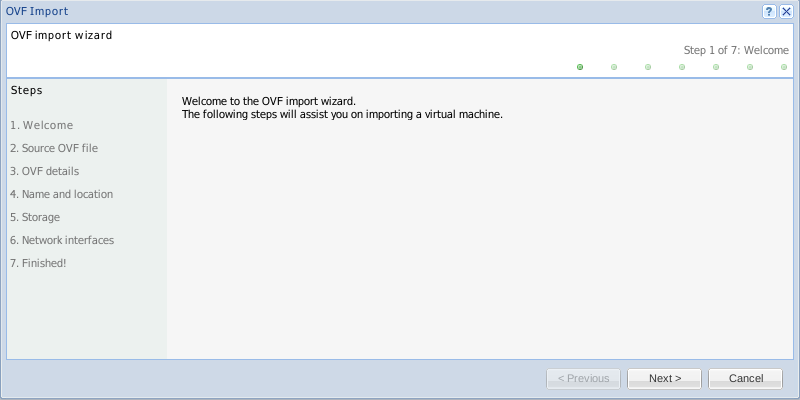 OVF Import
?
OVF import wizard
Step 1 of 7: Welcome
Steps
1. Welcome
2. Source OVF file
3. OVF details
4. Name and location
5. Storage
6. Network interfaces
7. Finished!
Welcome to the OVF import wizard.
The following steps will assist you on importing a virtual machine.
< Previous
Next >
Cancel